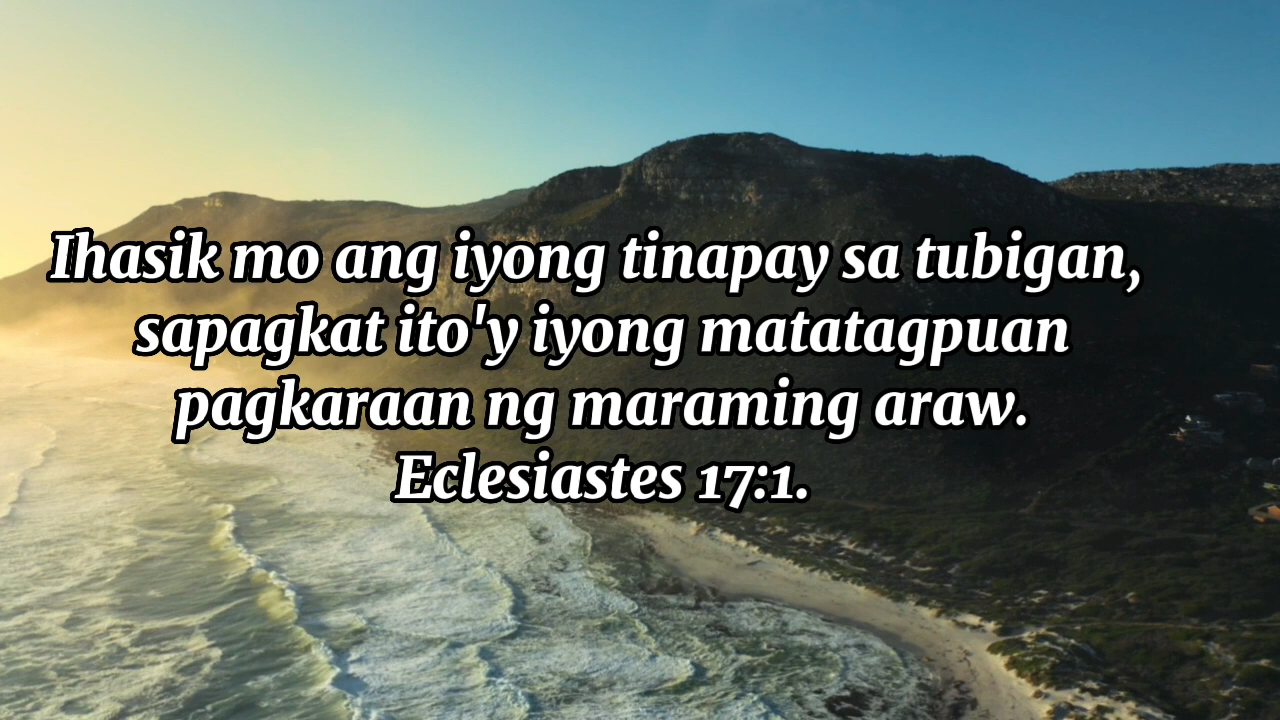 Ihasik mo ang iyong tinapay sa tubigan,
sapagkat ito'y iyong matatagpuan
pagkaraan ng maraming araw.
Eclesiastes 17:1.